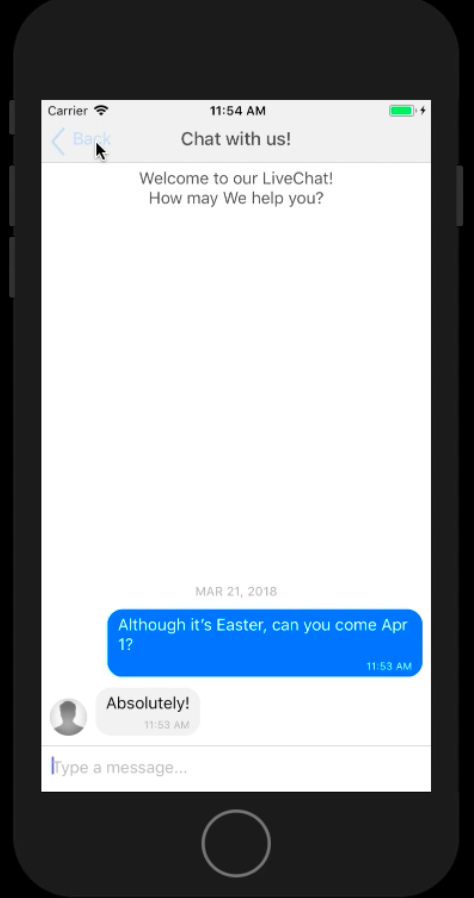 Carrier 11:54 AM
Back Chat with us!
Welcome to our LiveChat!
How may We help you?
MAR 21, 2018
Although it's Easter, can you come Apr
1?
11:53 AM
Absolutely!
11:53 AM
Type a message...